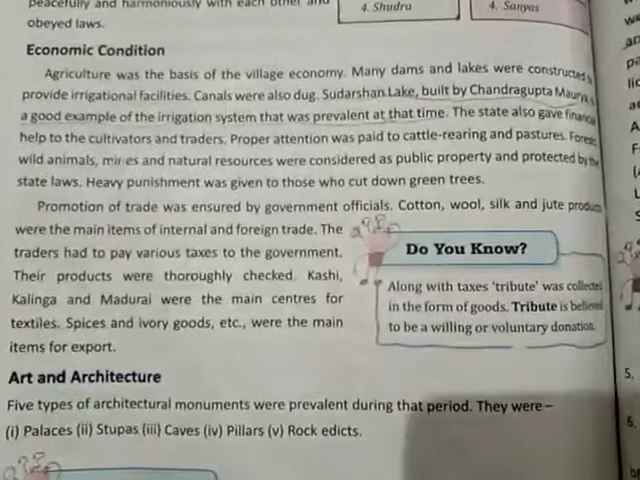 peacefully and harmoniously with each other and
obeyed laws.
4. Shudra
4. Sanyas
Economic Condition
Agriculture was the basis of the village economy. Many dams and lakes were constructed
provide irrigational facilities. Canals were also dug. Sudarshan Lake, built by Chandragupta Maurya
a good example of the irrigation system that was prevalent at that time. The state also gave financial
help to the cultivators and traders. Proper attention was paid to cattle-rearing and pastures. Forests
wild animals, mines and natural resources were considered as public property and protected by the
state laws. Heavy punishment was given to those who cut down green trees.
Promotion of trade was ensured by government officials. Cotton, wool, silk and jute products
were the main items of internal and foreign trade. The
traders had to pay various taxes to the government.
Their products were thoroughly checked. Kashi,
Kalinga and Madurai were the main centres for
textiles. Spices and ivory goods, etc., were the main
items for export.
Do You Know?
Along with taxes 'tribute' was collected
in the form of goods. Tribute is believed
to be a willing or voluntary donation.
Art and Architecture
Five types of architectural monuments were prevalent during that period. They were –
(i) Palaces (ii) Stupas (iii) Caves (iv) Pillars (v) Rock edicts.
5.
6.